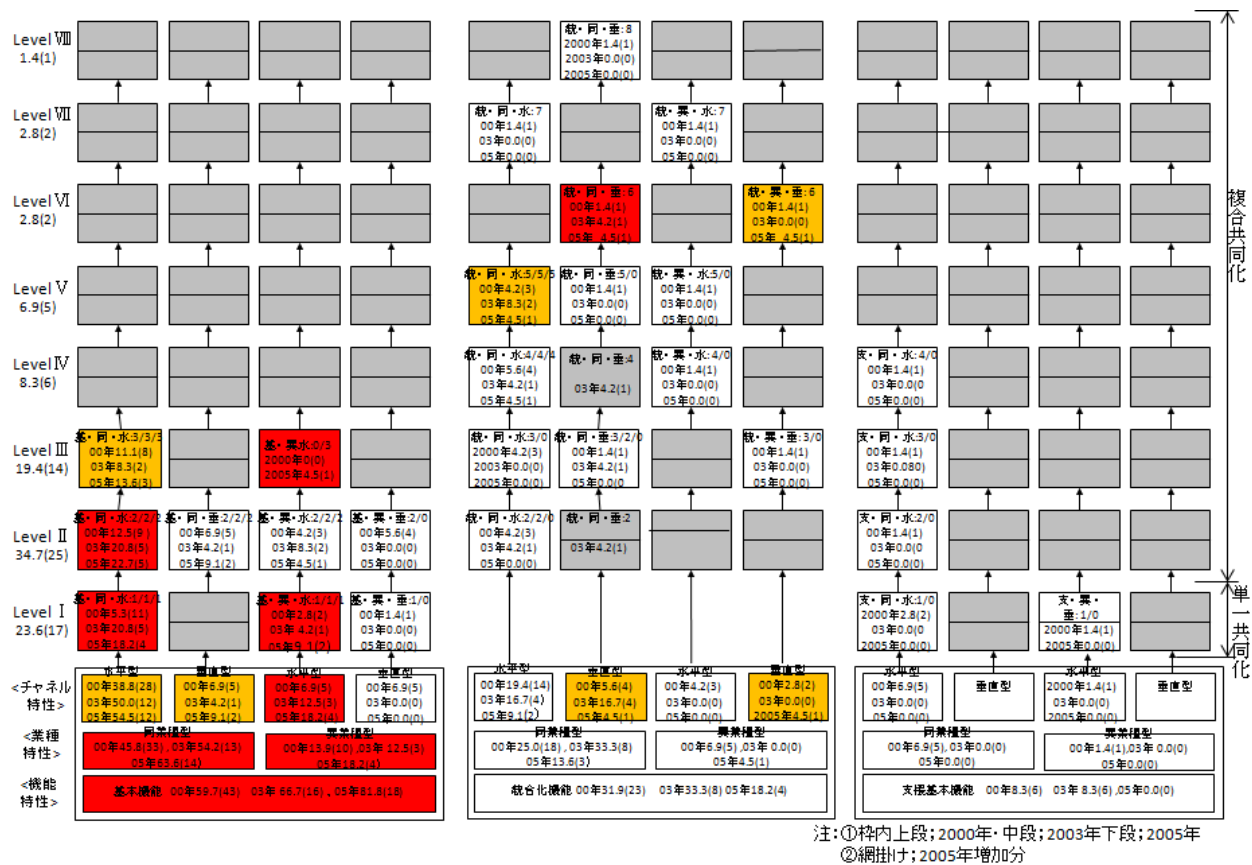 Level Ⅷ
1.4(1)
統・同・垂:8
2000年1.4(1)
2003年0.0(0)
2005年0.0(0)
Level Ⅶ
2.8(2)
統・同・水:7
00年1.4(1)
03年0.0(0)
05年0.0(0)
統・異・水:7
00年1.4(1)
03年0.0(0)
05年0.0(0)
Level Ⅵ
2.8(2)
統・同・垂:6
00年1.4(1)
03年4.2(1)
05年 4.5(1)
統・異・垂:6
00年1.4(1)
03年0.0(0)
05年 4.5(1)
複合共同化
Level Ⅴ
6.9(5)
統・同・水:5/5/5
00年4.2(3)
03年8.3(2)
05年4.5(1)
統・同・垂:5/0
00年1.4(1)
03年0.0(0)
05年0.0(0)
統・異・水:5/0
00年1.4(1)
03年0.0(0)
05年0.0(0)
Level Ⅳ
8.3(6)
統・同・水:4/4/4
00年5.6(4)
03年4.2(1)
05年4.5(1)
統・同・垂:4
03年4.2(1)
統・異・水:4/0
00年1.4(1)
03年0.0(0)
05年0.0(0)
支・同・水:4/0
00年1.4(1)
03年0.0(0
05年0.0(0)
Level Ⅲ
19.4(14)
基・同・水:3/3/3
00年11.1(8)
03年8.3(2)
05年13.6(3)
基・異水:0/3
2000年0(0)
2005年4.5(1)
統・同・水:3/0
2000年4.2(3)
2003年0.0(0)
2005年0.0(0)
統・同・垂:3/2/0
00年1.4(1)
03年4.2(1)
05年0.0(0
統・異・垂:3/0
00年1.4(1)
03年0.0(0)
05年0.0(0)
支・同・水:3/0
00年1.4(1)
03年0.080)
05年0.0(0)
Level Ⅱ
34.7(25)
基・同・水:2/2/2
00年12.5(9)
03年20.8(5)
05年22.7(5)
基・同・垂:2/2/2
00年6.9(5)
03年4.2(1)
05年9.1(2)
基・異・水:2/2/2
00年4.2(3)
03年8.3(2)
05年4.5(1)
基・異・垂:2/0
00年5.6(4)
03年0.0(0)
05年0.0(0)
統・同・水:2/2/0
00年4.2(3)
03年4.2(1)
05年0.0(0)
統・同・垂:2
03年4.2(1)
支・同・水:2/0
00年1.4(1)
03年0.0(0
05年0.0(0)
Level Ⅰ
23.6(17)
基・同・水:1/1/1
00年5.3(11)
03年20.8(5)
05年18.2(4
基・異・水:1/1/1
00年2.8(2)
03年 4.2(1)
05年9.1(2)
基・異・垂:1/0
00年1.4(1)
03年0.0(0)
05年0.0(0)
支・同・水:1/0
2000年2.8(2)
03年0.0(0
2005年0.0(0)
支・異・
垂:1/0
2000年1.4(1)
単一共同化
<チャネル
特性>
水平型
00年38.8(28)
03年50.0(12)
05年54.5(12)
垂直型
00年6.9(5)
03年4.2(1)
05年9.1(2)
水平型
00年6.9(5)
03年12.5(3)
05年18.2(4)
垂直型
00年6.9(5)
03年0.0(0)
05年0.0(0)
水平型
00年19.4(14)
03年16.7(4)
05年9.1(2)
垂直型
00年5.6(4)
03年16.7(4)
05年4.5(1)
水平型
00年4.2(3)
03年0.0(0)
05年0.0(0)
垂直型
00年2.8(2)
03年0.0(0)
2005年4.5(1)
水平型
00年6.9(5)
03年0.0(0)
05年0.0(0)
垂直型
水平型
2000年1.4(1)
03年0.0(0)
2005年0.0(0)
垂直型
<業種
特性>
同業種型
00年45.8(33) , 03年54.2(13)
05年63.6(14)
異業種型
00年13.9(10) , 03年 12.5(3)
05年18.2(4)
同業種型
00年25.0(18) , 03年33.3(8)
05年13.6(3)
異業種型
00年6.9(5) , 03年 0.0(0)
05年4.5(1)
同業種型
00年6.9(5) , 03年0.0(0)
05年0.0(0)
異業種型
00年1.4(1),03年 0.0(0)
05年0.0(0)
<機能
特性>
基本機能 00年59.7(43) 03年 66.7(16) , 05年81.8(18)
統合化機能 00年31.9(23) 03年33.3(8) 05年18.2(4)
支援基本機能 00年8.3(6) 03年 8.3(6) ,05年0.0(0)
注:①枠内上段;2000年・中段;2003年下段;2005年
②網掛け;2005年増加分